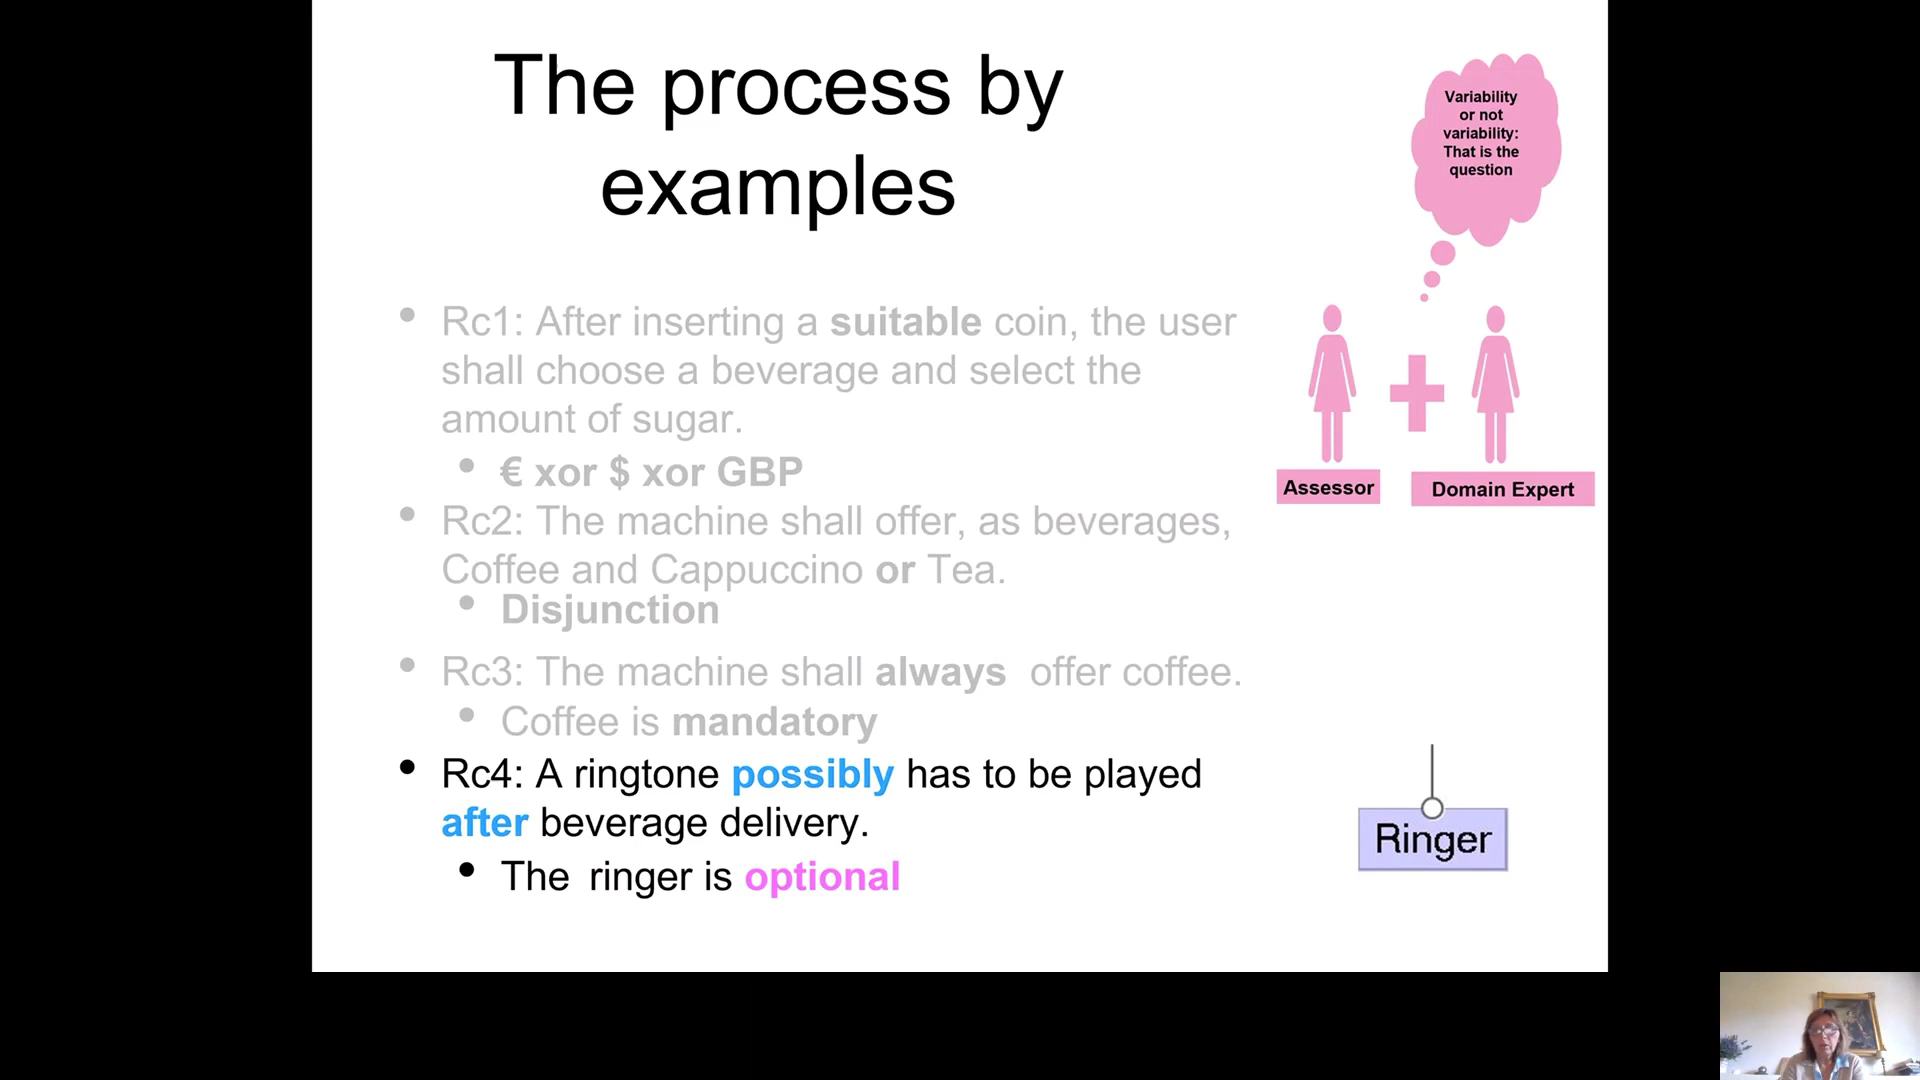 The process by
examples
Variability
or not
variability:
That is the
question
Assessor
Domain Expert
• Rc1: After inserting a suitable coin, the user
shall choose a beverage and select the
amount of sugar.
• € xor $ xor GBP
• Rc2: The machine shall offer, as beverages,
Coffee and Cappuccino or Tea.
• Disjunction
• Rc3: The machine shall always offer coffee.
• Coffee is mandatory
• Rc4: A ringtone possibly has to be played
after beverage delivery.
• The ringer is optional
Ringer